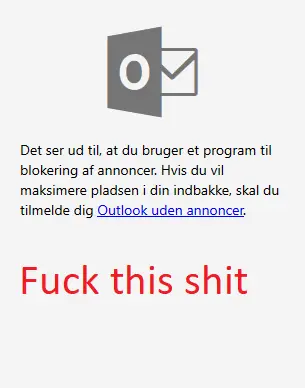 O
Det ser ud til, at du bruger et program til
blokering af annoncer. Hvis du vil
maksimere pladsen i din indbakke, skal du
tilmelde dig Outlook uden annoncer.
Fuck this shit